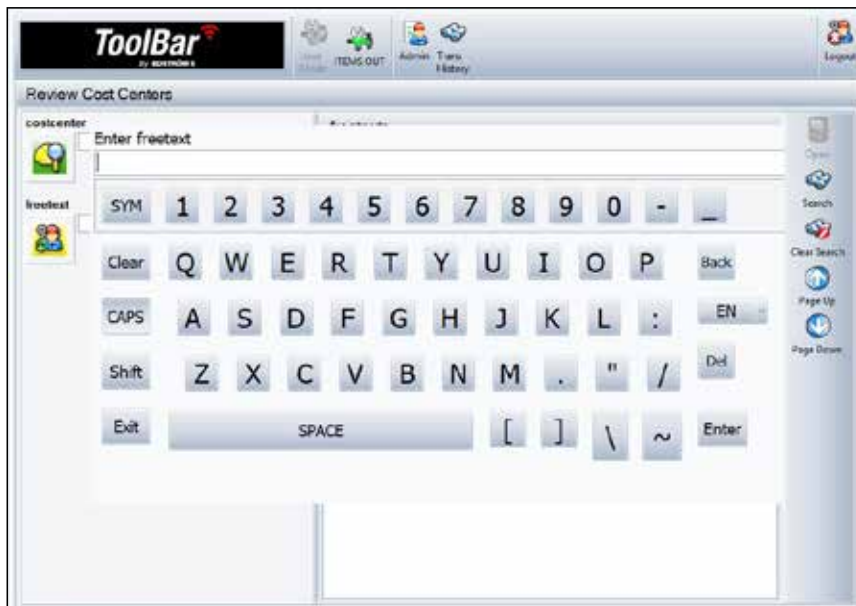 ToolBar
by EDSTRÖMS
ITEMS OUT
Admin
Trans
History
Logout
Review Cost Centers
costcenter
Enter freetext
freetext
SYM 1 2 3 4 5 6 7 8 9 0 - _
Clear Q W E R T Y U I O P Back
CAPS A S D F G H J K L : EN
Shift Z X C V B N M . " / Del
Exit SPACE [ ] \ ~ Enter
Open
Search
Clear Search
Page Up
Page Down